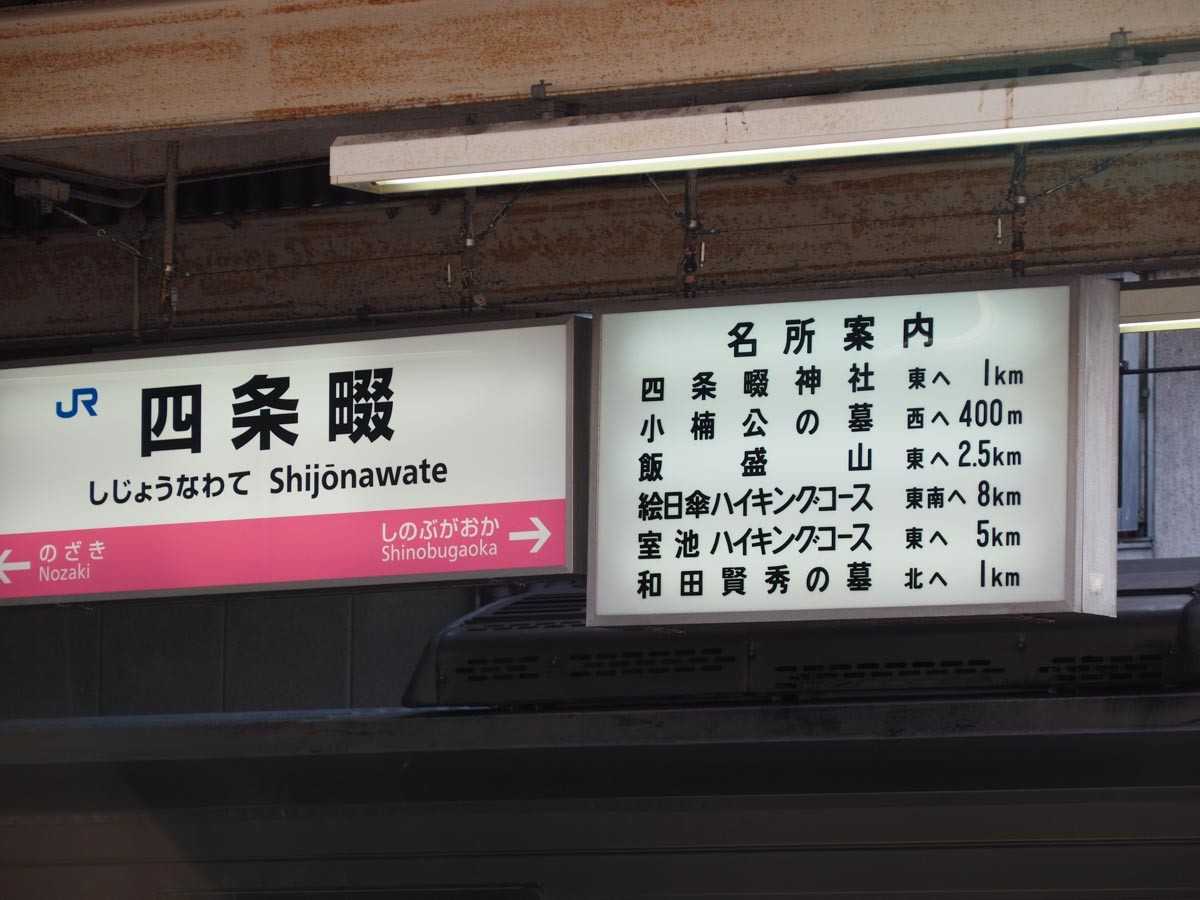 JR 四条畷
しじょうなわて Shijōnawate
← のざき
Nozaki
しのぶがおか →
Shinobugaoka
名所案内
四条畷神社 東へ 1km
小楠公の墓 西へ 400m
飯盛山 東へ 2.5km
絵日傘ハイキング・コース 東南へ 8km
室池ハイキング・コース 東へ 5km
和田賢秀の墓 北へ 1km